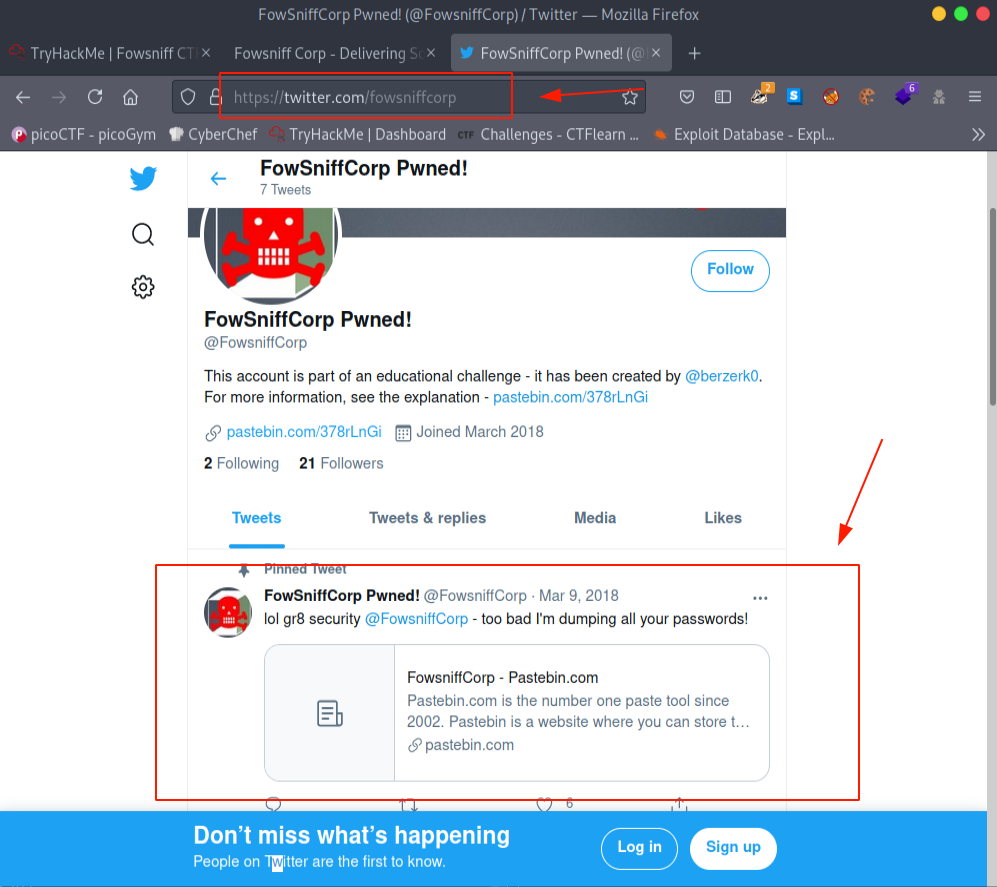 FowSniffCorp Pwned! (@FowsniffCorp) / Twitter — Mozilla Firefox
TryHackMe | Fowsniff CT
Fowsniff Corp - Delivering So
FowSniffCorp Pwned! (@
https://twitter.com/fowsniffcorp
2
S
6
picoCTF - picoGym
CyberChef
TryHackMe | Dashboard
CTF
Challenges - CTFlearn ...
Exploit Database - Expl...
FowSniffCorp Pwned!
7 Tweets
Follow
FowSniffCorp Pwned!
@FowsniffCorp
This account is part of an educational challenge - it has been created by @berzerk0.
For more information, see the explanation - pastebin.com/378rLnGi
pastebin.com/378rLnGi Joined March 2018
2 Following 21 Followers
Tweets Tweets & replies Media Likes
Pinned Tweet
FowSniffCorp Pwned! @FowsniffCorp · Mar 9, 2018
lol gr8 security @FowsniffCorp - too bad I'm dumping all your passwords!
FowsniffCorp - Pastebin.com
Pastebin.com is the number one paste tool since
2002. Pastebin is a website where you can store t...
pastebin.com
6
Don't miss what's happening
People on Twitter are the first to know.
Log in
Sign up